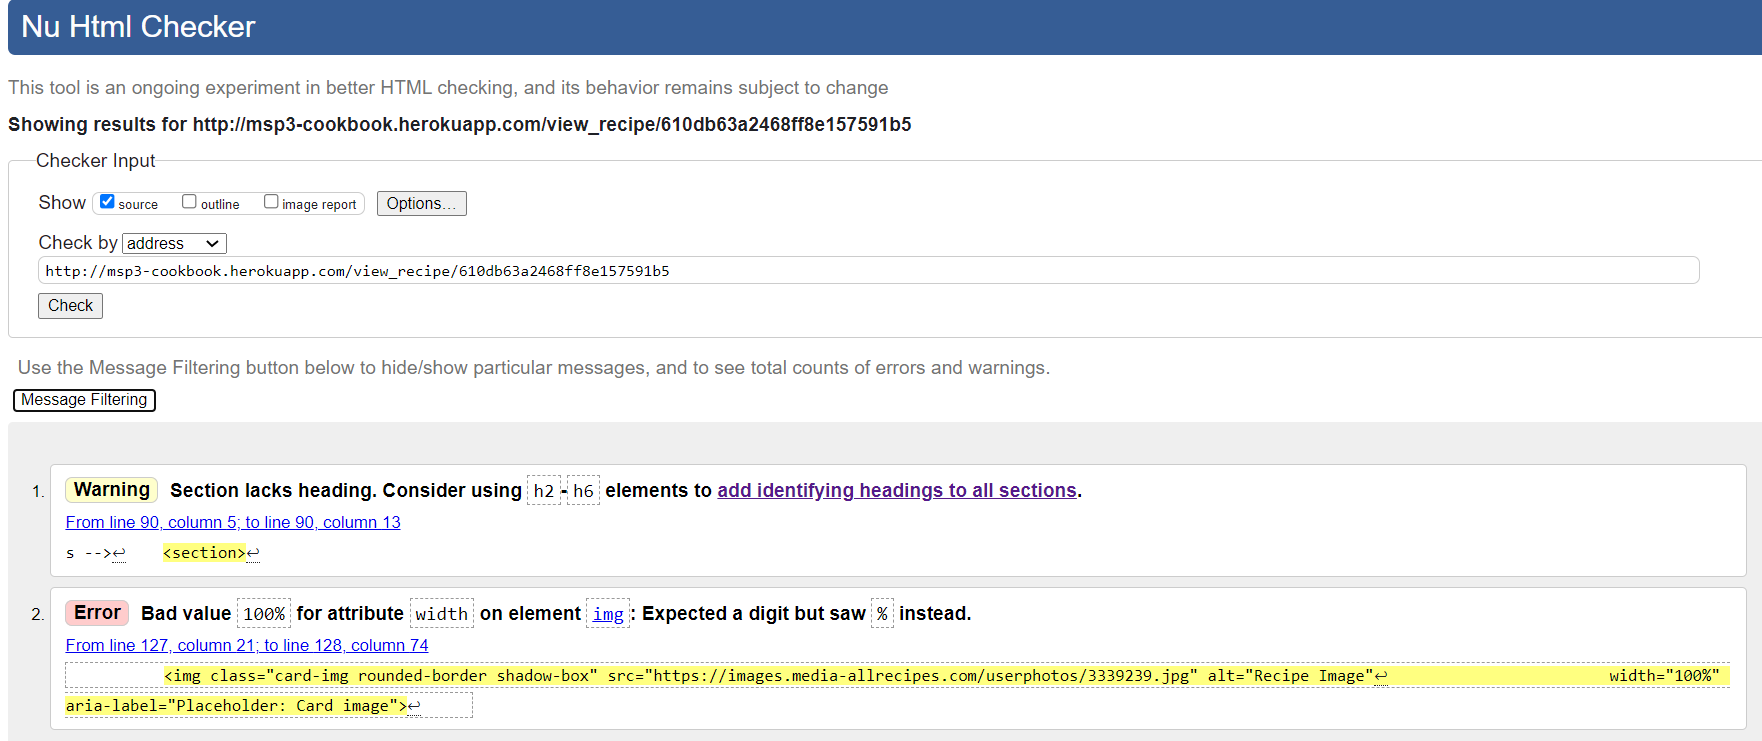 Nu Html Checker
This tool is an ongoing experiment in better HTML checking, and its behavior remains subject to change
Showing results for http://msp3-cookbook.herokuapp.com/view_recipe/610db63a2468ff8e157591b5
Checker Input
Show source outline image report Options...
Check by address
http://msp3-cookbook.herokuapp.com/view_recipe/610db63a2468ff8e157591b5
Check
Use the Message Filtering button below to hide/show particular messages, and to see total counts of errors and warnings.
Message Filtering
1. Warning Section lacks heading. Consider using h2-h6 elements to add identifying headings to all sections.
From line 90, column 5; to line 90, column 13
s -->↩ <section>↩
2. Error Bad value 100% for attribute width on element img: Expected a digit but saw % instead.
From line 127, column 21; to line 128, column 74
<img class="card-img rounded-border shadow-box" src="https://images.media-allrecipes.com/userphotos/3339239.jpg" alt="Recipe Image"↩ width="100%"
aria-label="Placeholder: Card image">↩